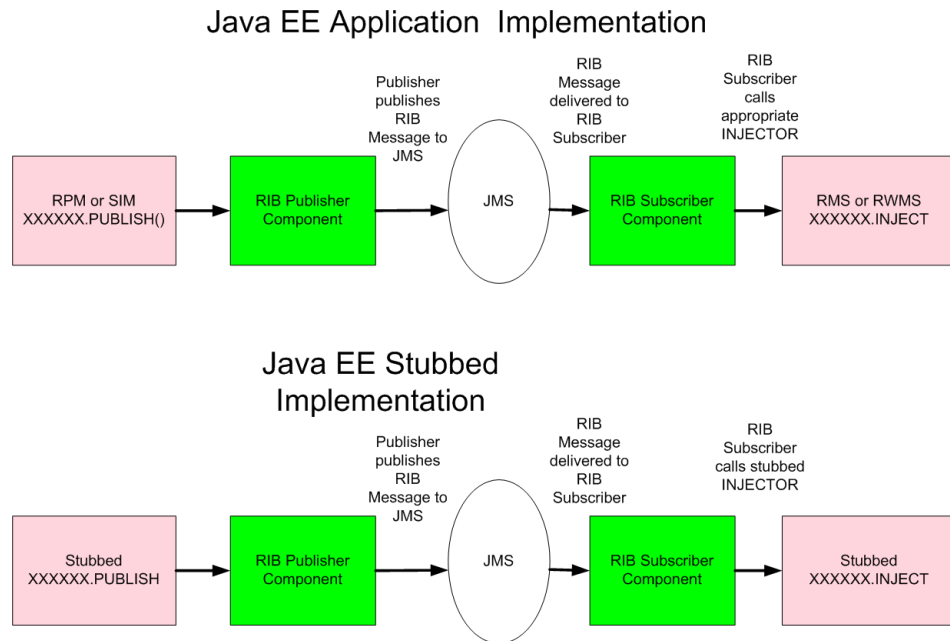 Java EE Application  Implementation
Publisher
publishes
RIB
Message to
JMS
RIB
Message
delivered to
RIB
Subscriber
RIB
Subscriber
calls
appropriate
INJECTOR
RPM or SIM
XXXXXX.PUBLISH()
RIB Publisher
Component
JMS
RIB Subscriber
Component
RMS or RWMS
XXXXXX.INJECT
Java EE Stubbed
Implementation
Publisher
publishes
RIB
Message to
JMS
RIB
Message
delivered to
RIB
Subscriber
RIB
Subscriber
calls stubbed
INJECTOR
Stubbed
XXXXXX.PUBLISH
RIB Publisher
Component
JMS
RIB Subscriber
Component
Stubbed
XXXXXX.INJECT